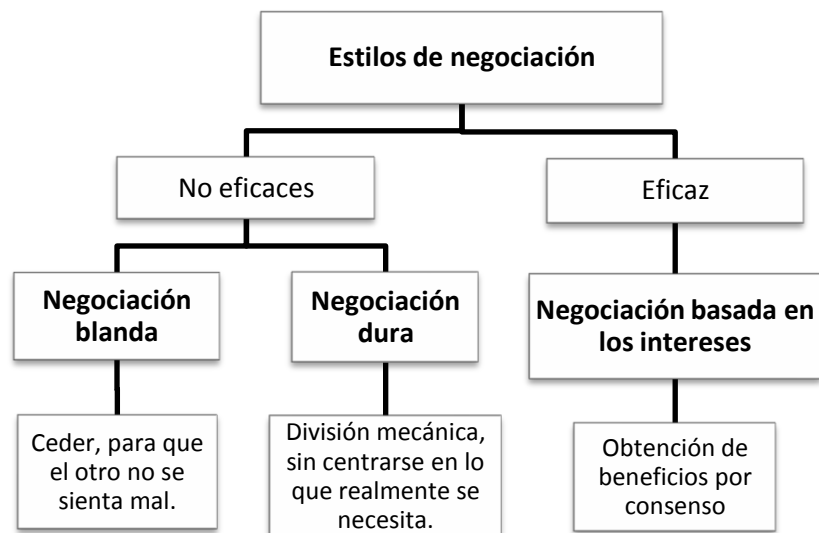 Estilos de negociación
No eficaces
Eficaz
Negociación
blanda
Negociación
dura
Negociación basada en
los intereses
Ceder, para que
el otro no se
sienta mal.
División mecánica,
sin centrarse en lo
que realmente se
necesita.
Obtención de
beneficios por
consenso